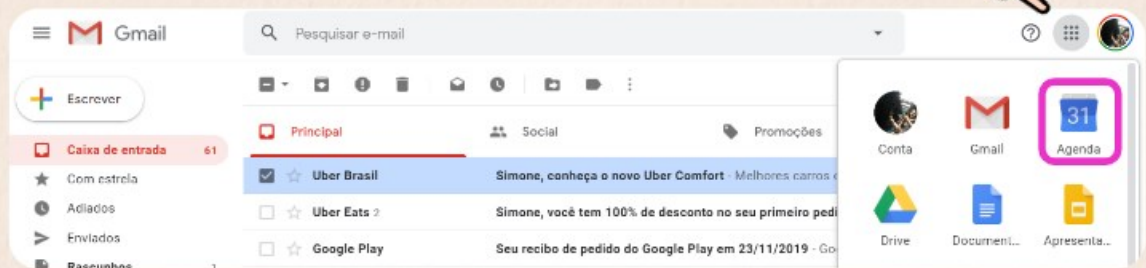 Gmail
Pesquisar e-mail
Escrever
Principal
Social
Promoções
Caixa de entrada 61
Uber Brasil Simone, conheça o novo Uber Comfort - Melhores carros
Com estrela
Adiados
Uber Eats 2 Simone, você tem 100% de desconto no seu primeiro pedi
Enviados
Google Play Seu recibo de pedido do Google Play em 23/11/2019 - Go
Rascunhos
Conta
Gmail
31
Agenda
Drive
Document...
Apresenta...